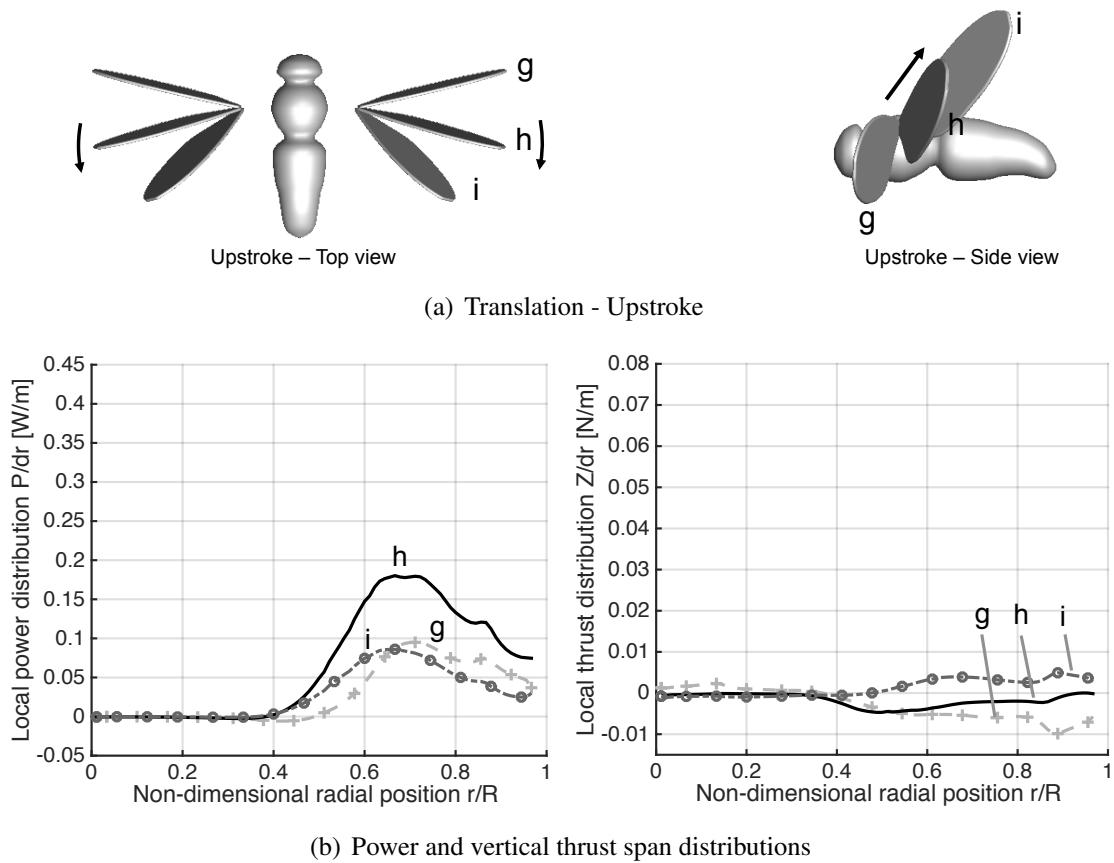 g
h
i
Upstroke – Top view
i
h
g
Upstroke – Side view
(a) Translation - Upstroke
Local power distribution P/dr [W/m]
0.45
0.4
0.35
0.3
0.25
0.2
0.15
0.1
0.05
0
-0.05
h
i
g
0
0.2
0.4
0.6
0.8
1
Non-dimensional radial position r/R
Local thrust distribution Z/dr [N/m]
0.08
0.07
0.06
0.05
0.04
0.03
0.02
0.01
0
-0.01
g
h
i
0
0.2
0.4
0.6
0.8
1
Non-dimensional radial position r/R
(b) Power and vertical thrust span distributions